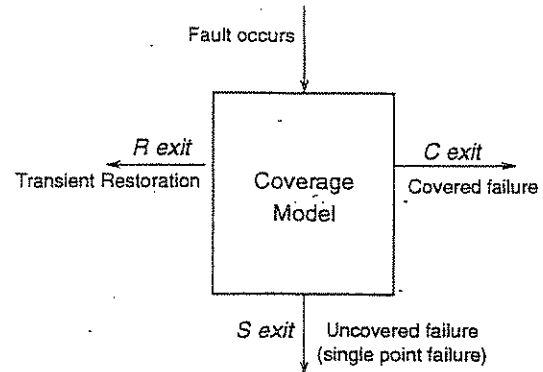 Fault occurs
R exit
Transient Restoration
Coverage
Model
C exit
Covered failure
S exit
Uncovered failure
(single point failure)